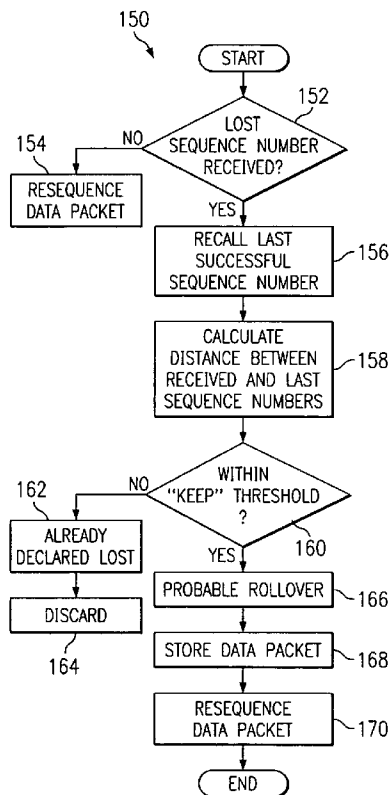 150
START
152
LOST
SEQUENCE NUMBER
RECEIVED?
NO
154
RESEQUENCE
DATA PACKET
YES
RECALL LAST
SUCCESSFUL
SEQUENCE NUMBER
156
CALCULATE
DISTANCE BETWEEN
RECEIVED AND LAST
SEQUENCE NUMBERS
158
NO
WITHIN
"KEEP" THRESHOLD
?
160
162
ALREADY
DECLARED LOST
YES
DISCARD
164
PROBABLE ROLLOVER
166
STORE DATA PACKET
168
RESEQUENCE
DATA PACKET
170
END